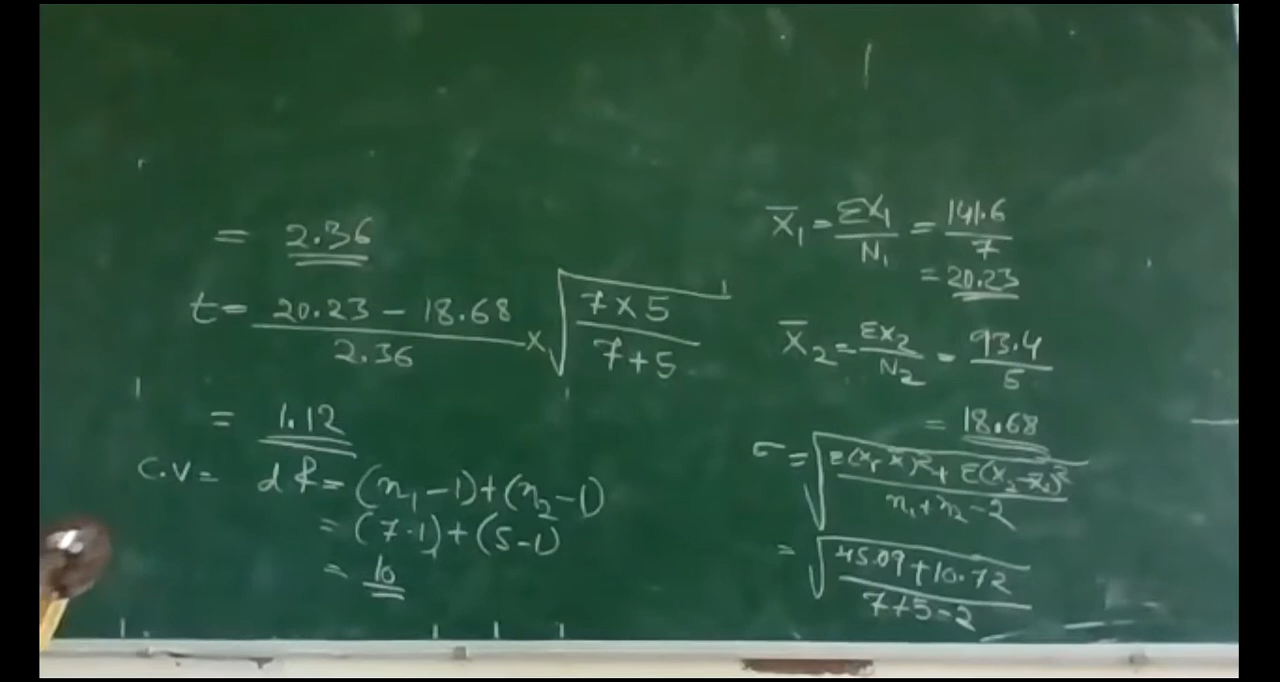 = 2.36
t = 20.23 - 18.68 / 2.36 × √(7 × 5 / 7 + 5)
= 1.12
C.V = df = (n₁ - 1) + (n₂ - 1)
= (7-1) + (5-1)
= 10
X̄₁ = ΣX₁ / N₁ = 141.6 / 7
= 20.23
X̄₂ = ΣX₂ / N₂ = 93.4 / 5
= 18.68
σ = √(Σ(X₁-X̄)² + Σ(X₂-X̄₂)² / n₁+n₂-2)
= √(45.09+10.72 / 7+5-2)